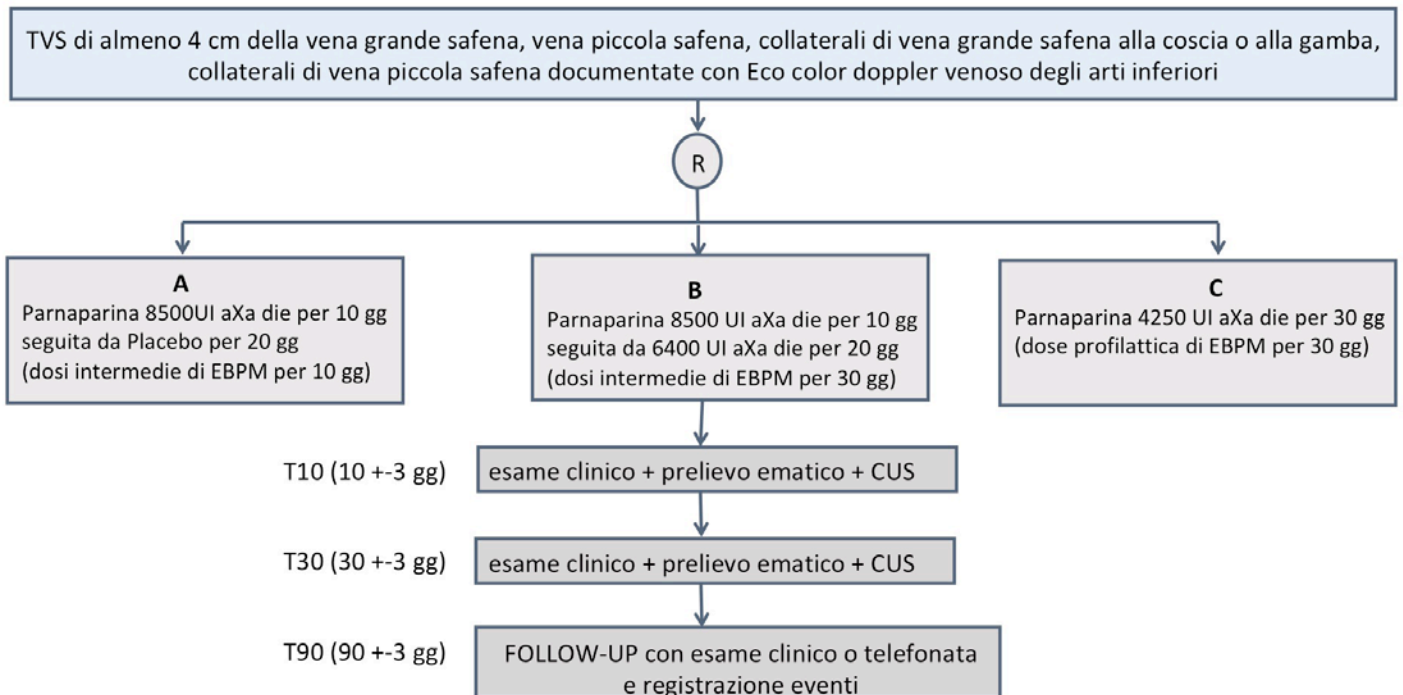 TVS di almeno 4 cm della vena grande safena, vena piccola safena, collaterali di vena grande safena alla coscia o alla gamba,
collaterali di vena piccola safena documentate con Eco color doppler venoso degli arti inferiori
R
A
Parnaparina 8500UI aXa die per 10 gg
seguita da Placebo per 20 gg
(dosi intermedie di EBPM per 10 gg)
B
Parnaparina 8500 UI aXa die per 10 gg
seguita da 6400 UI aXa die per 20 gg
(dosi intermedie di EBPM per 30 gg)
C
Parnaparina 4250 UI aXa die per 30 gg
(dose profilattica di EBPM per 30 gg)
T10 (10 +-3 gg)
esame clinico + prelievo ematico + CUS
T30 (30 +-3 gg)
esame clinico + prelievo ematico + CUS
T90 (90 +-3 gg)
FOLLOW-UP con esame clinico o telefonata
e registrazione eventi